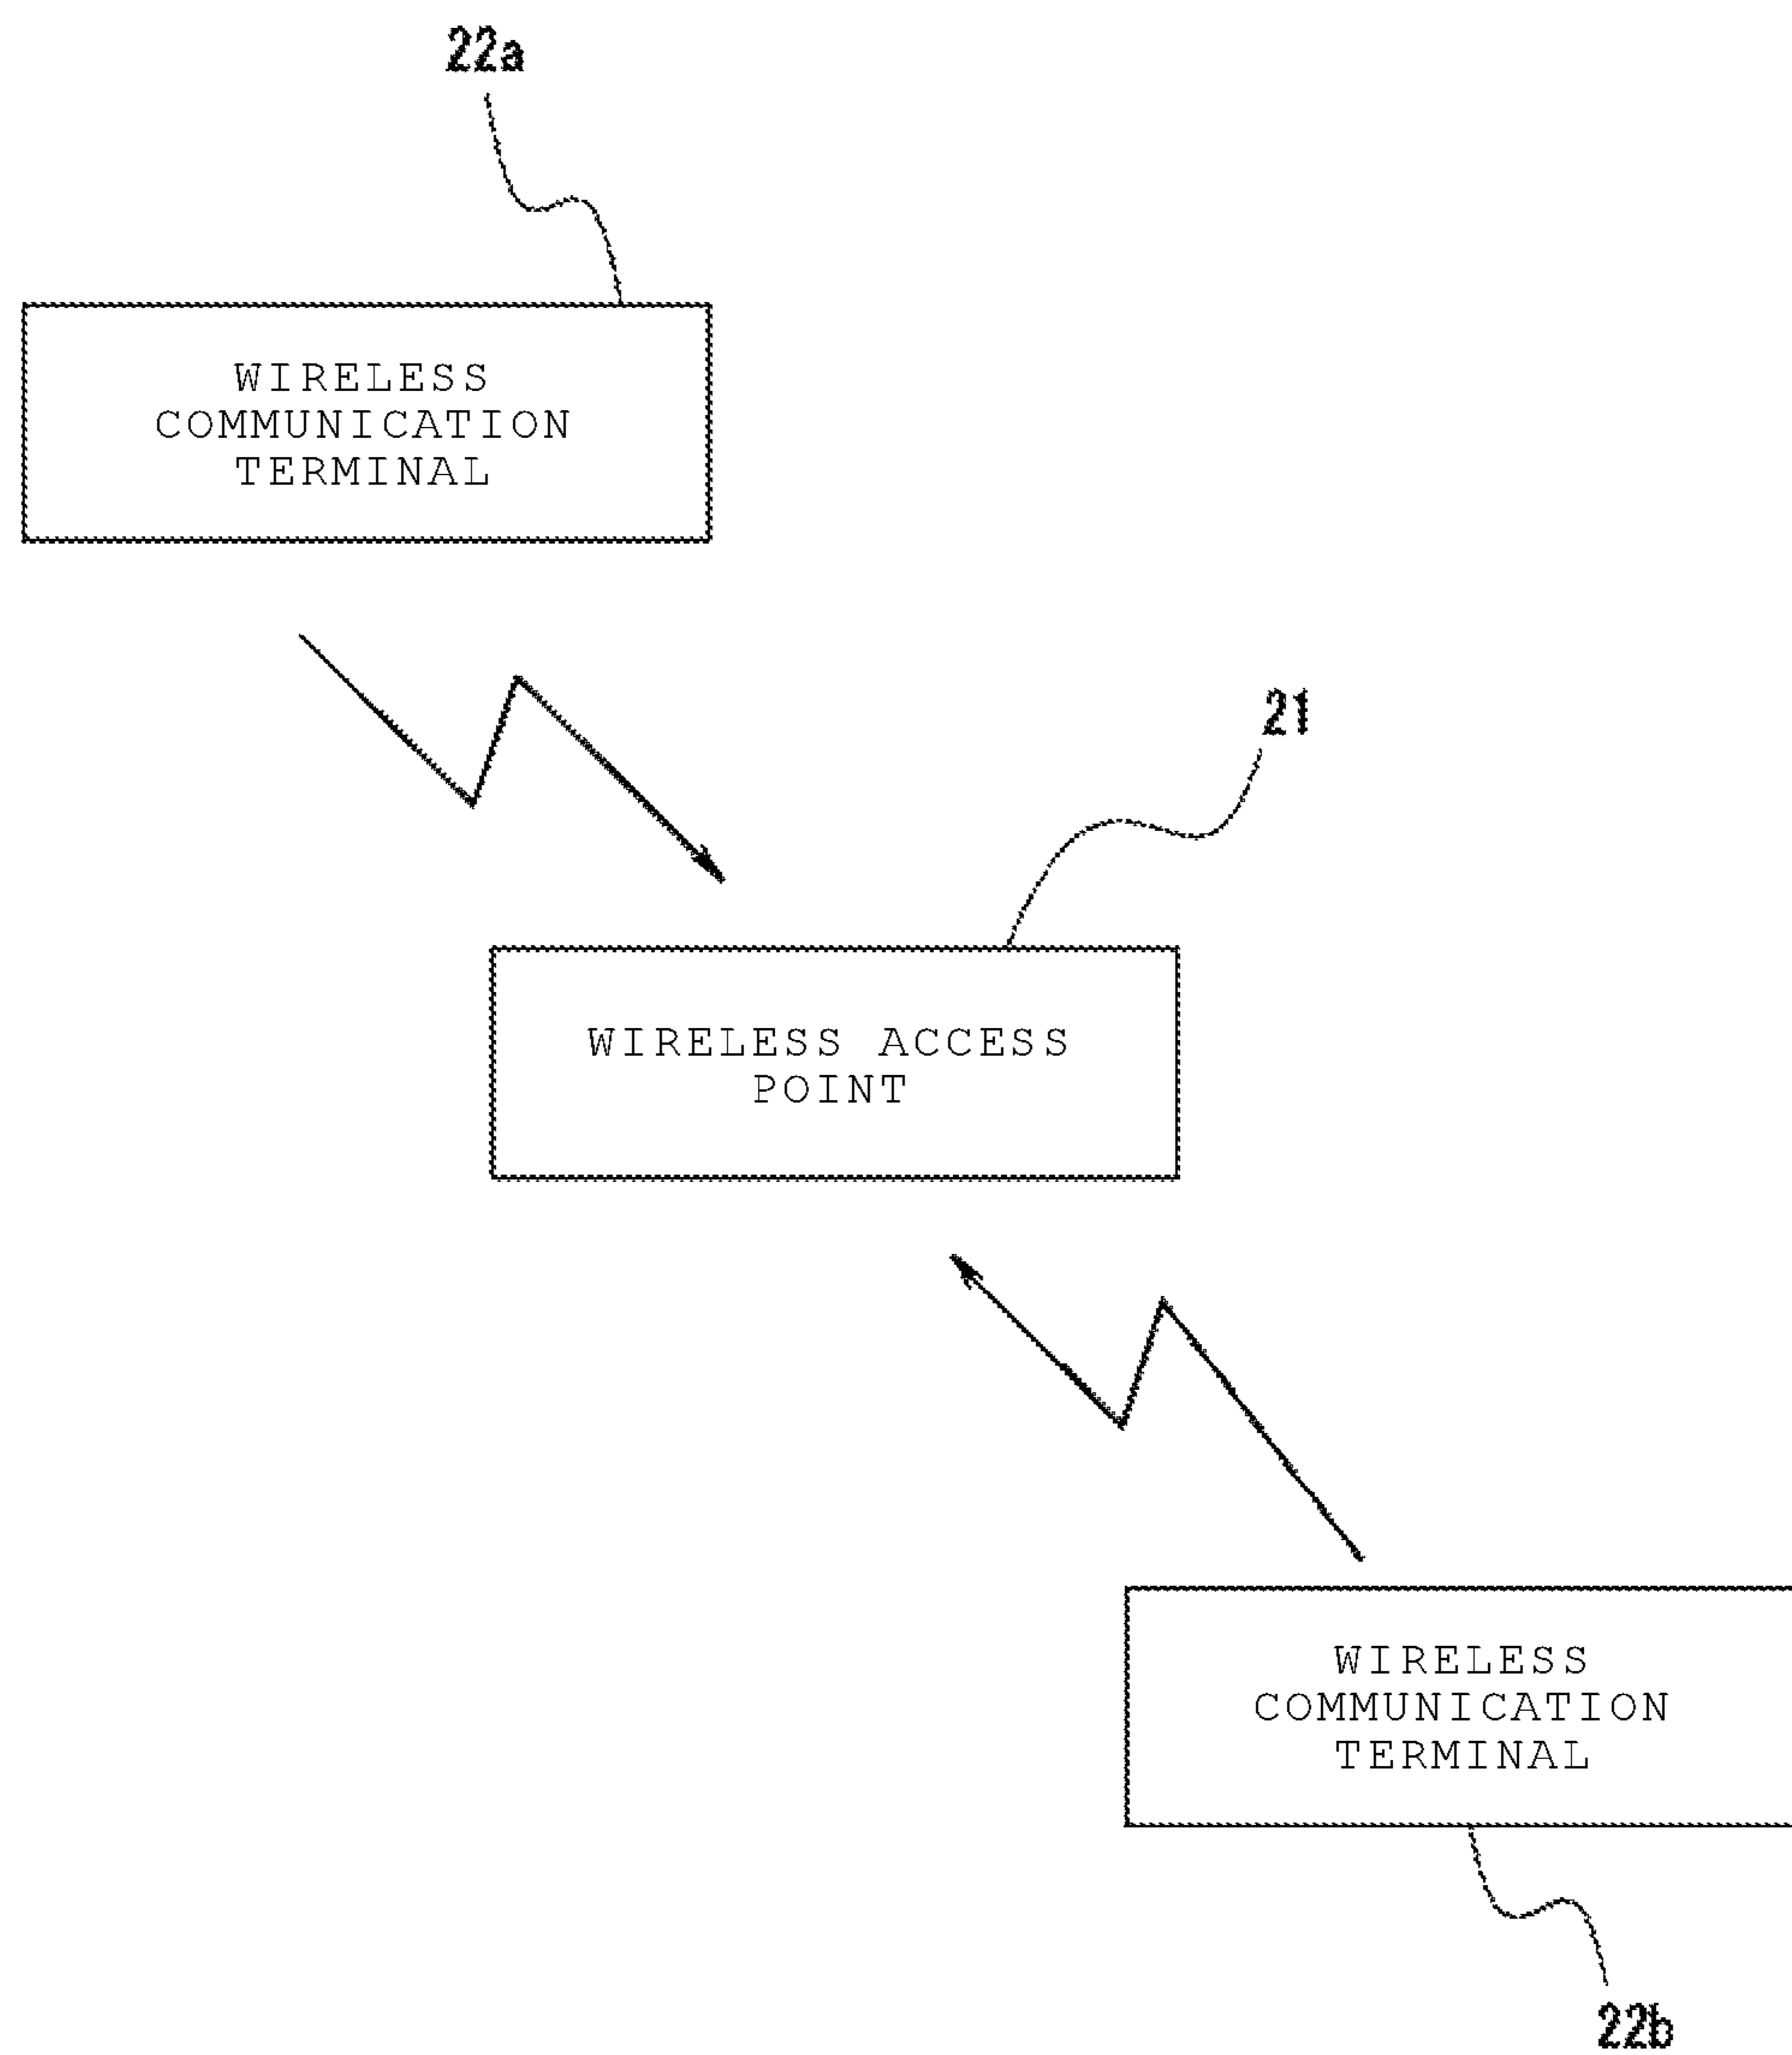 22a
WIRELESS
COMMUNICATION
TERMINAL
21
WIRELESS ACCESS
POINT
WIRELESS
COMMUNICATION
TERMINAL
22b